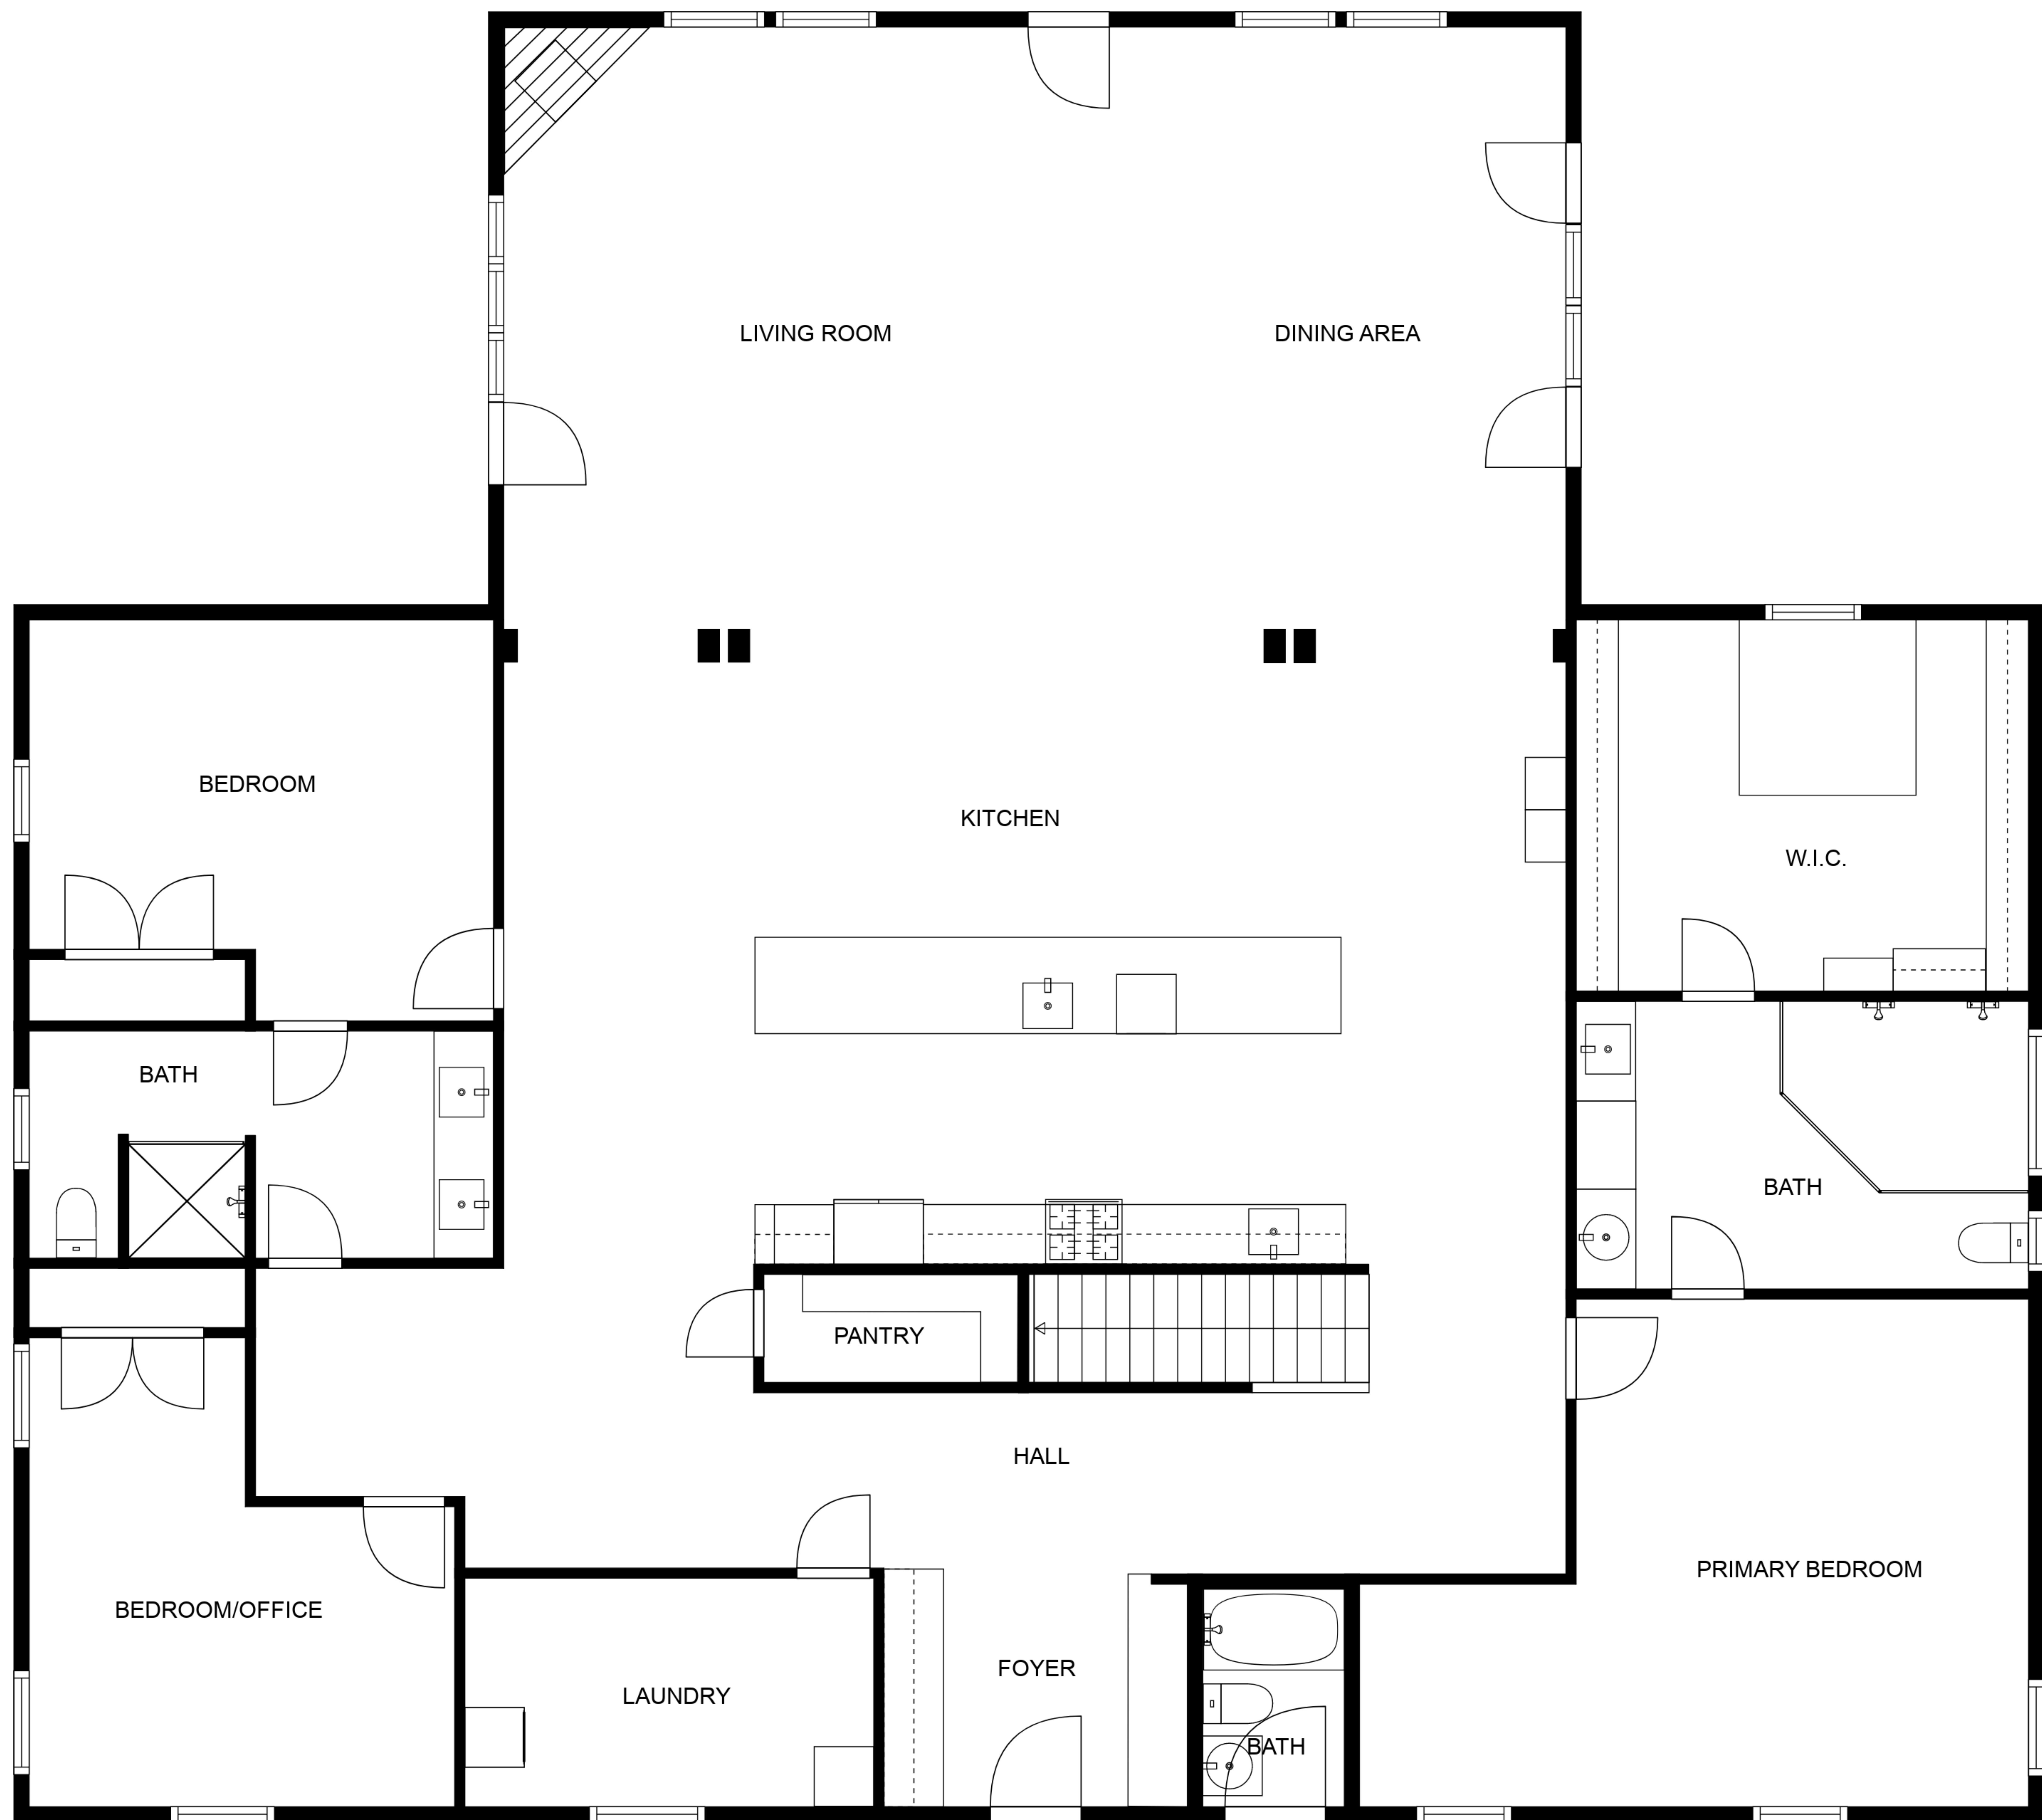 LIVING ROOM
DINING AREA
BEDROOM
KITCHEN
W.I.C.
BATH
BATH
PANTRY
HALL
PRIMARY BEDROOM
BEDROOM/OFFICE
FOYER
LAUNDRY
BATH